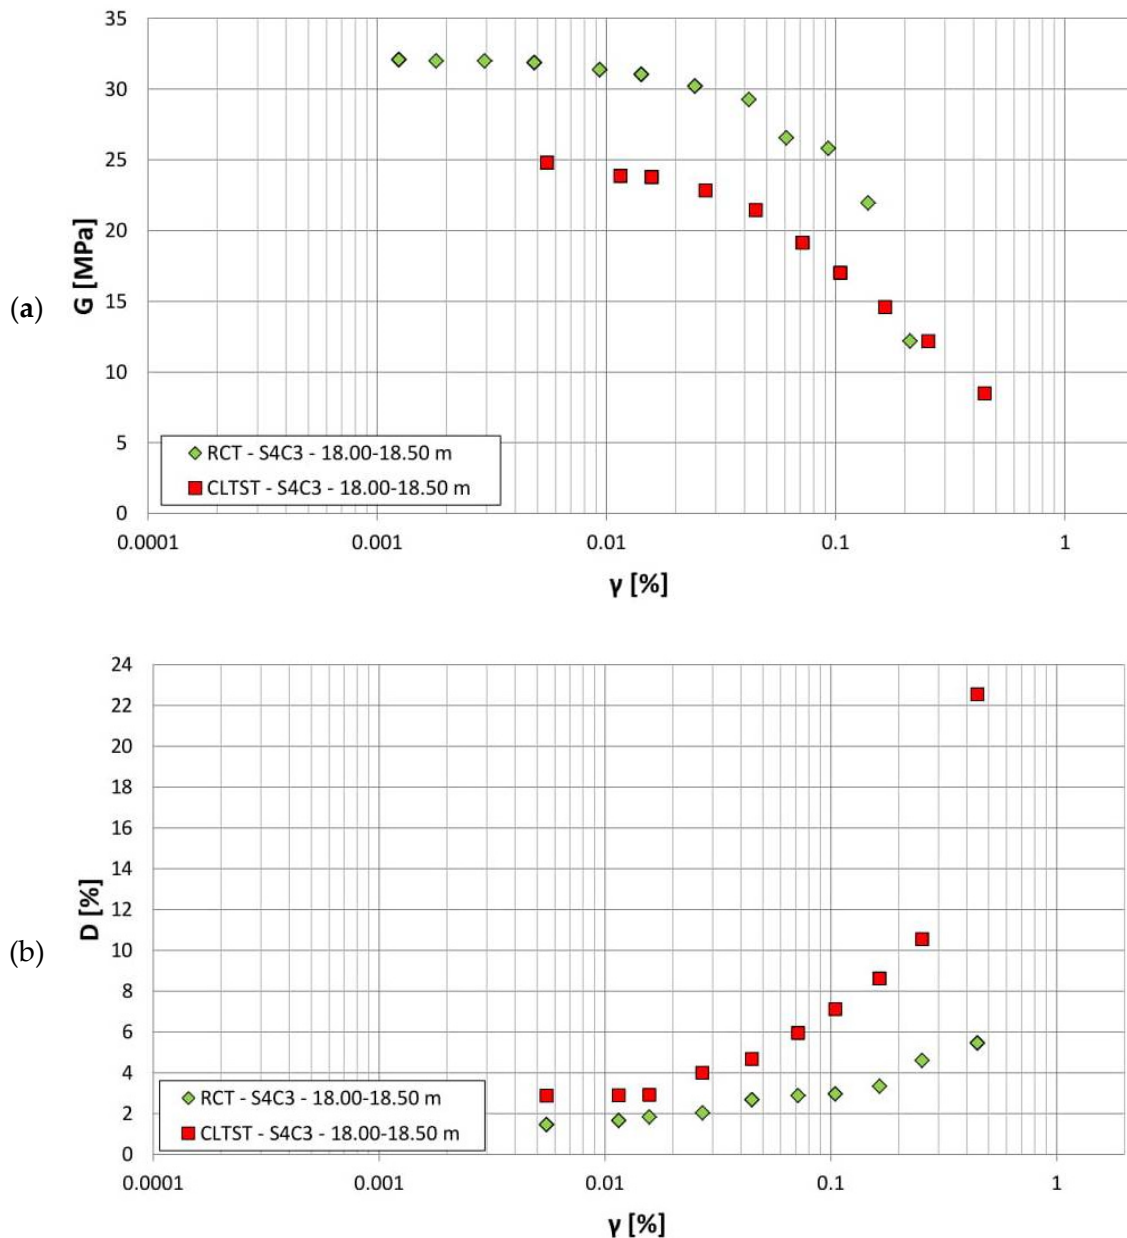 35
30
25
20
15
10
5
0
G [MPa]
(a)
RCT - S4C3 - 18.00-18.50 m
CLTST - S4C3 - 18.00-18.50 m
0.0001 0.001 0.01 0.1 1
γ [%]
24
22
20
18
16
14
12
10
8
6
4
2
0
D [%]
(b)
RCT - S4C3 - 18.00-18.50 m
CLTST - S4C3 - 18.00-18.50 m
0.0001 0.001 0.01 0.1 1
γ [%]